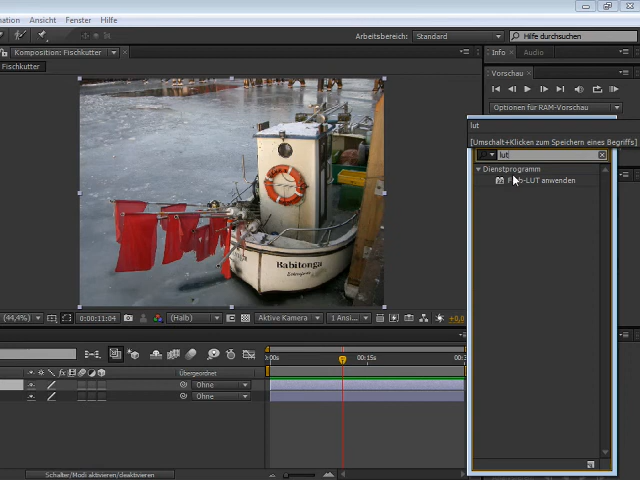 Ansicht Fenster Hilfe
Arbeitsbereich: Standard Hilfe durchsuchen
Komposition: Fischkutter
Fischkutter
Info Audio
Vorschau
Optionen für RAM-Vorschau
lut
[Umschalt+Klicken zum Speichern eines Begriffs]
lut
Dienstprogramm
LUT anwenden
Babitonga
(44,4%) 0:00:11:04 (Halb) Aktive Kamera 1 Ansi... +0,0
:00s 00:15s
Übergeordnet
Ohne
Ohne
Schalter/Modi aktivieren/deaktivieren